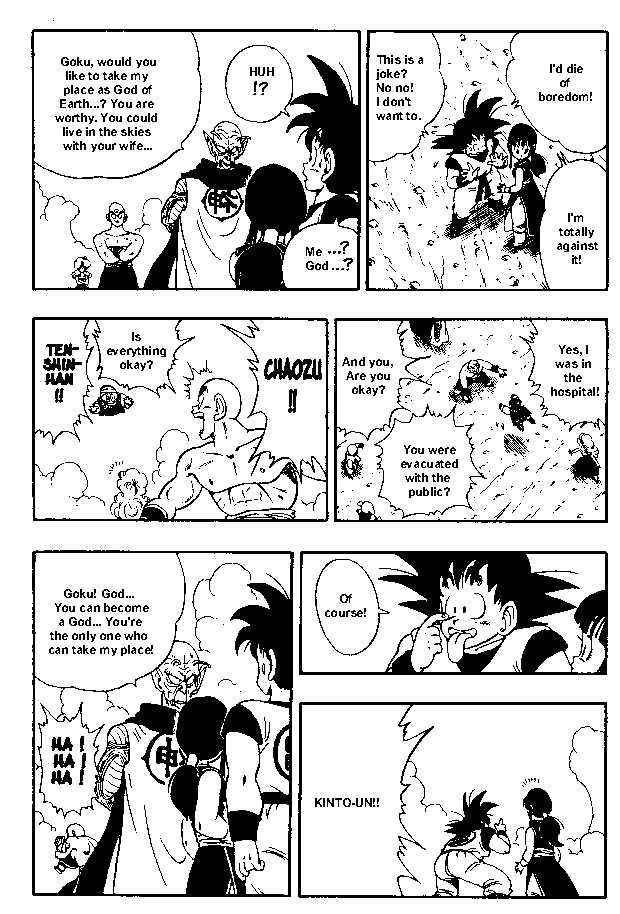 Goku, would you
like to take my
place as God of
Earth...? You are
worthy. You could
live in the skies
with your wife...
HUH
!?
Me ...?
God ...?
This is a
joke?
No no!
I don't
want to.
I'd die
of
boredom!
I'm
totally
against
it!
TEN-
SHIN-
HAN
!!
Is
everything
okay?
CHAOZU
!!
And you,
Are you
okay?
Yes, I
was in
the
hospital!
You were
evacuated
with the
public?
Goku! God...
You can become
a God... You're
the only one who
can take my place!
HA !
HA !
HA !
Of
course!
KINTO-UN!!